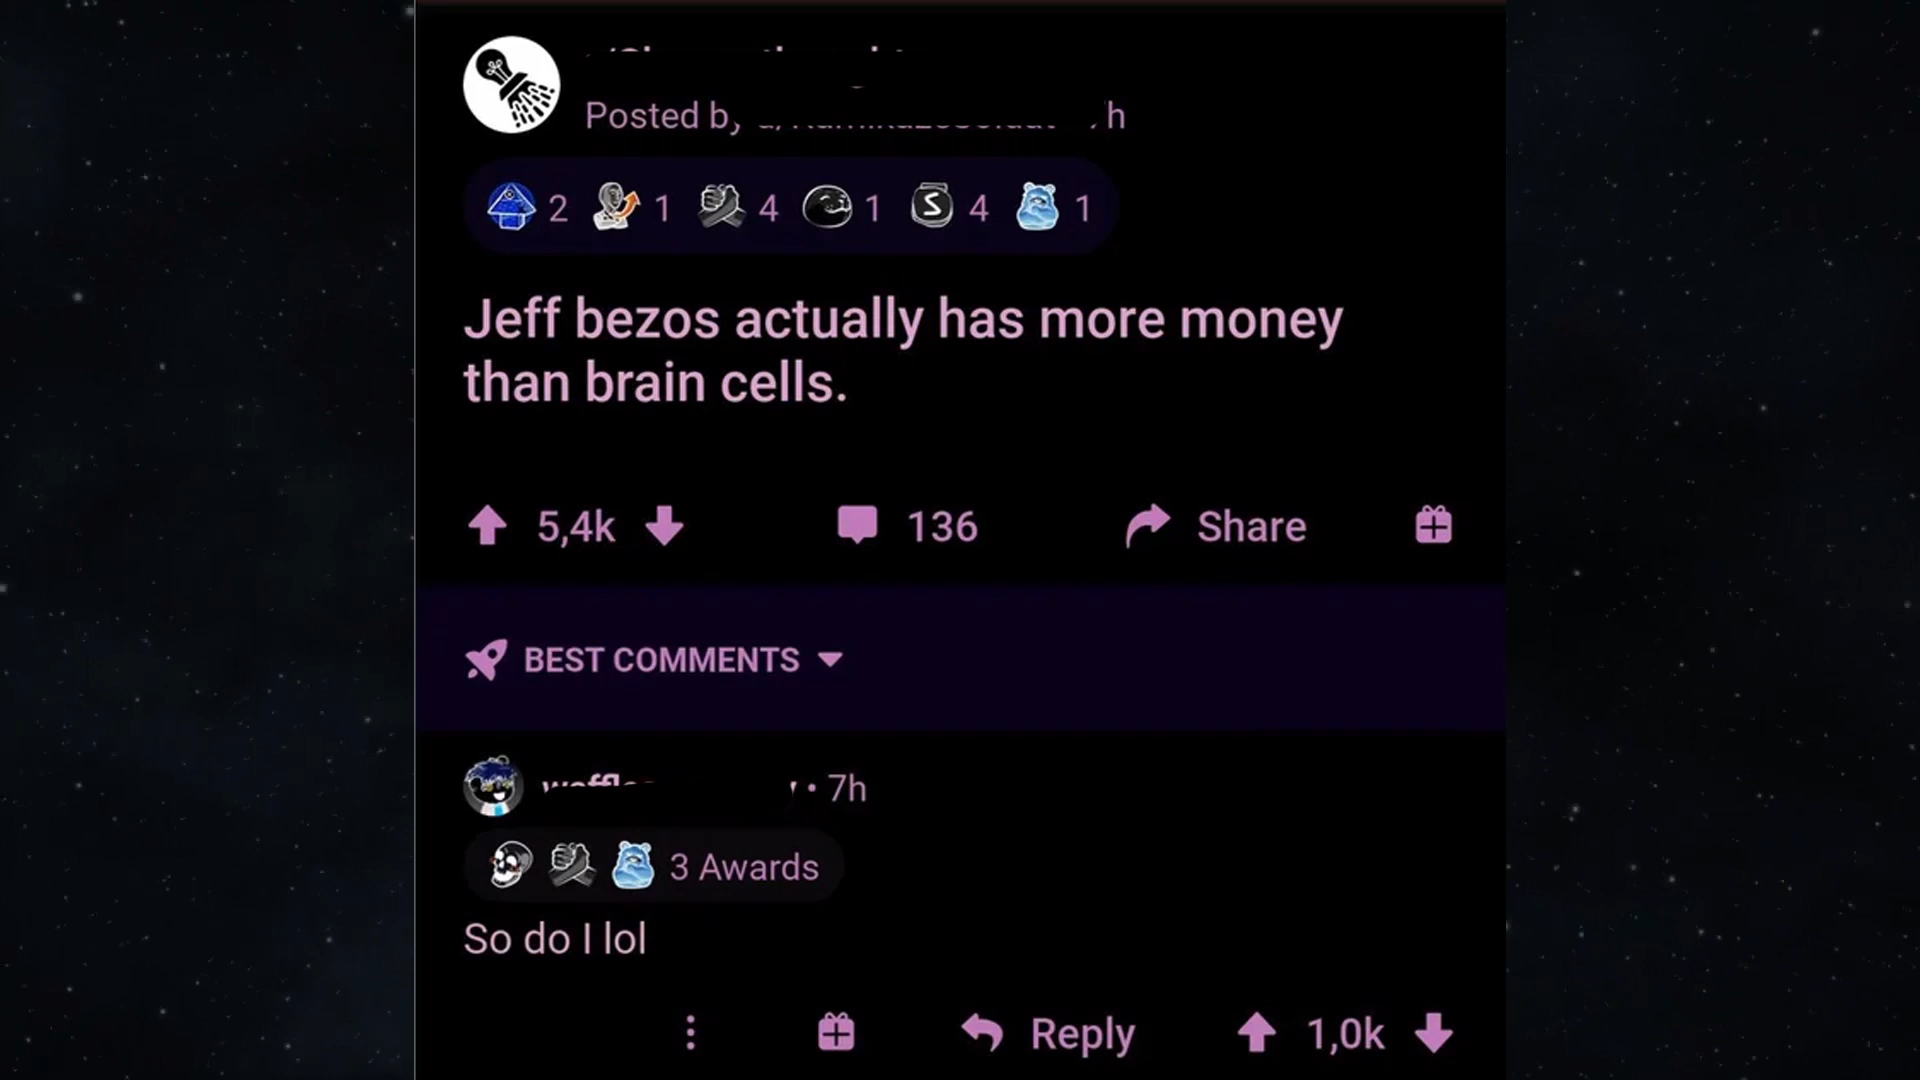 Posted by
h
2 1 4 1 4 1
Jeff bezos actually has more money
than brain cells.
5,4k 136 Share
BEST COMMENTS
• 7h
3 Awards
So do I lol
Reply 1,0k